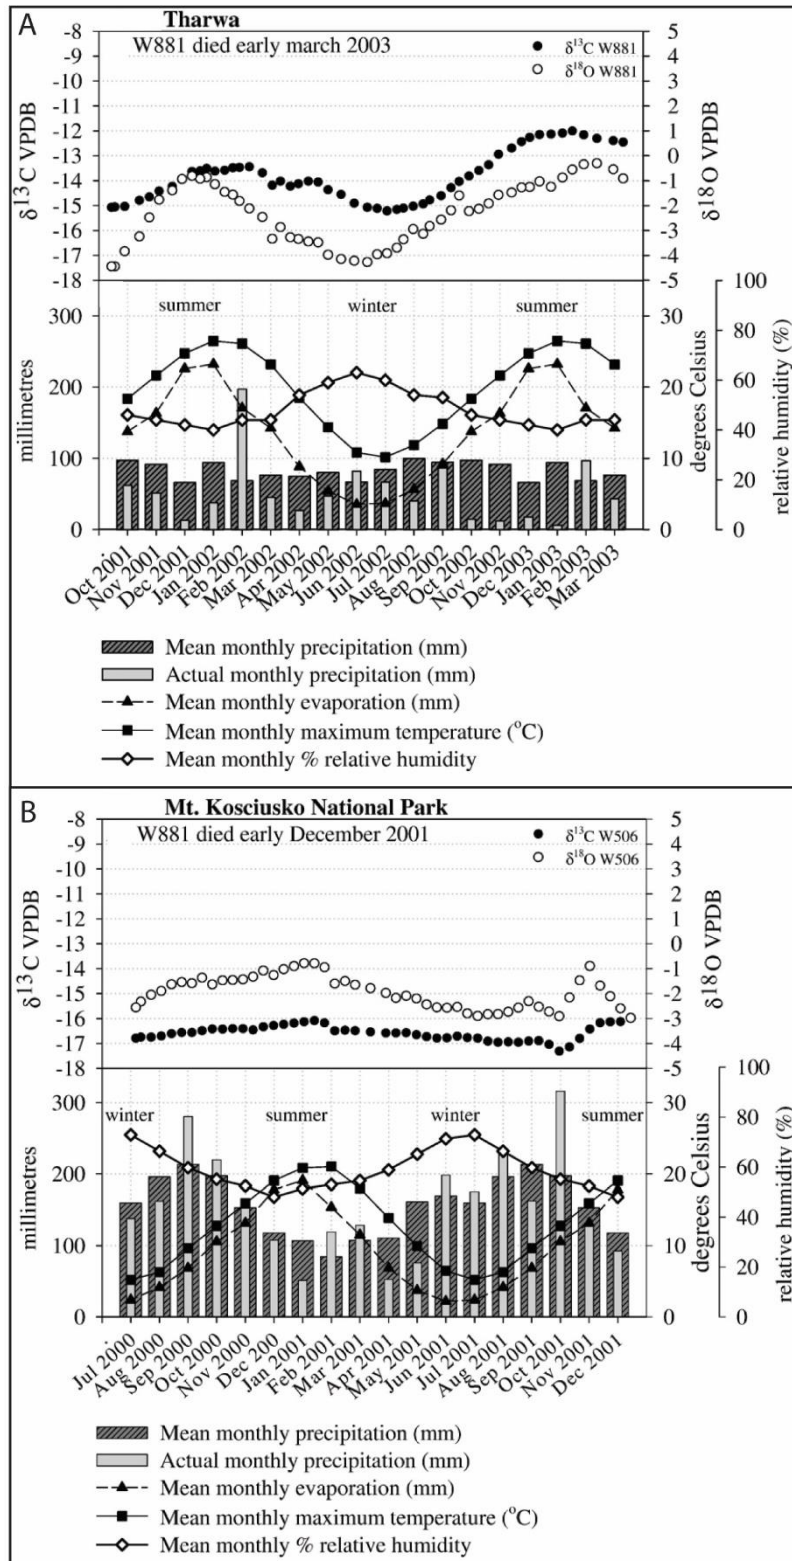 A
Tharwa
W881 died early march 2003
δ13C W881
δ18O W881
-8
-9
-10
-11
-12
-13
-14
-15
-16
-17
-18
δ13C VPDB
5
4
3
2
1
0
-1
-2
-3
-4
-5
δ18O VPDB
summer
winter
summer
300
200
100
0
millimetres
30
20
10
0
degrees Celsius
100
80
60
40
20
0
relative humidity (%)
Oct 2001
Nov 2001
Dec 2001
Jan 2002
Feb 2002
Mar 2002
Apr 2002
May 2002
Jun 2002
Jul 2002
Aug 2002
Sep 2002
Oct 2002
Nov 2002
Dec 2003
Jan 2003
Feb 2003
Mar 2003
Mean monthly precipitation (mm)
Actual monthly precipitation (mm)
Mean monthly evaporation (mm)
Mean monthly maximum temperature (°C)
Mean monthly % relative humidity
B
Mt. Kosciusko National Park
W881 died early December 2001
δ13C W506
δ18O W506
-8
-9
-10
-11
-12
-13
-14
-15
-16
-17
-18
δ13C VPDB
5
4
3
2
1
0
-1
-2
-3
-4
-5
δ18O VPDB
winter
summer
winter
summer
300
200
100
0
millimetres
30
20
10
0
degrees Celsius
100
80
60
40
20
0
relative humidity (%)
Jul 2000
Aug 2000
Sep 2000
Oct 2000
Nov 2000
Dec 200
Jan 2001
Feb 2001
Mar 2001
Apr 2001
May 2001
Jun 2001
Jul 2001
Aug 2001
Sep 2001
Oct 2001
Nov 2001
Dec 2001
Mean monthly precipitation (mm)
Actual monthly precipitation (mm)
Mean monthly evaporation (mm)
Mean monthly maximum temperature (°C)
Mean monthly % relative humidity